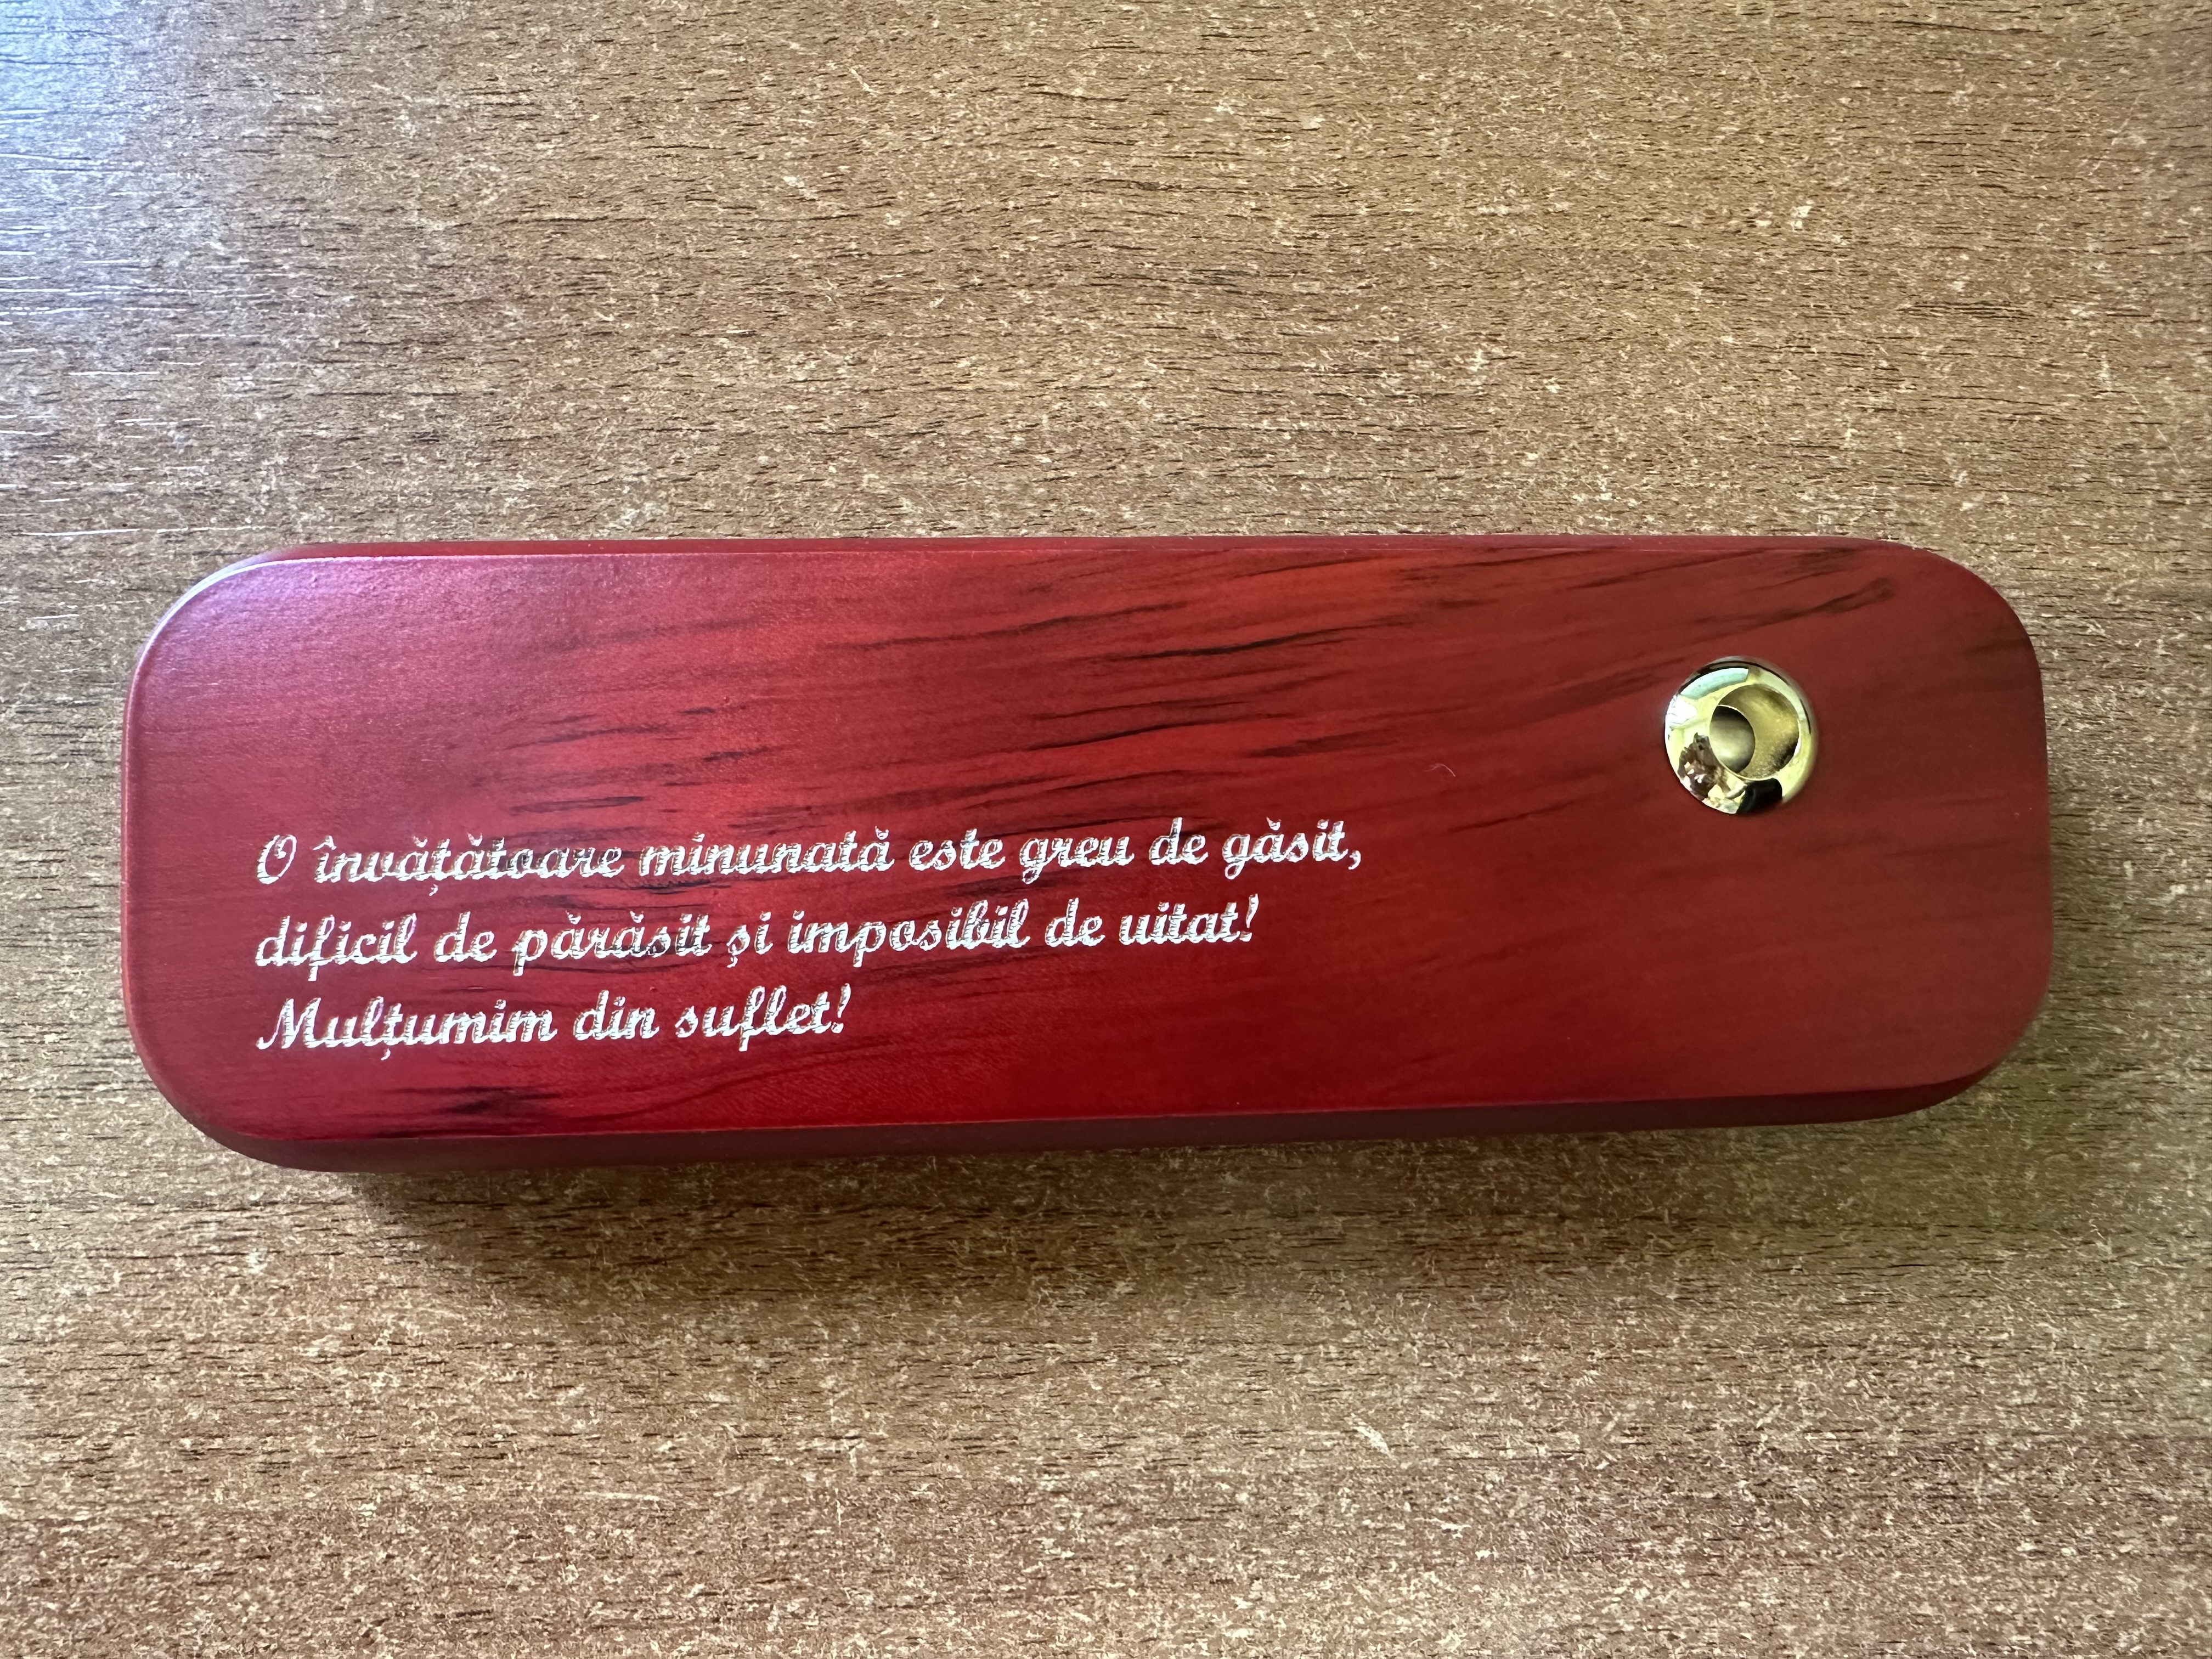 O învățătoare minunată este greu de găsit,
dificil de părăsit și imposibil de uitat!
Mulțumim din suflet!